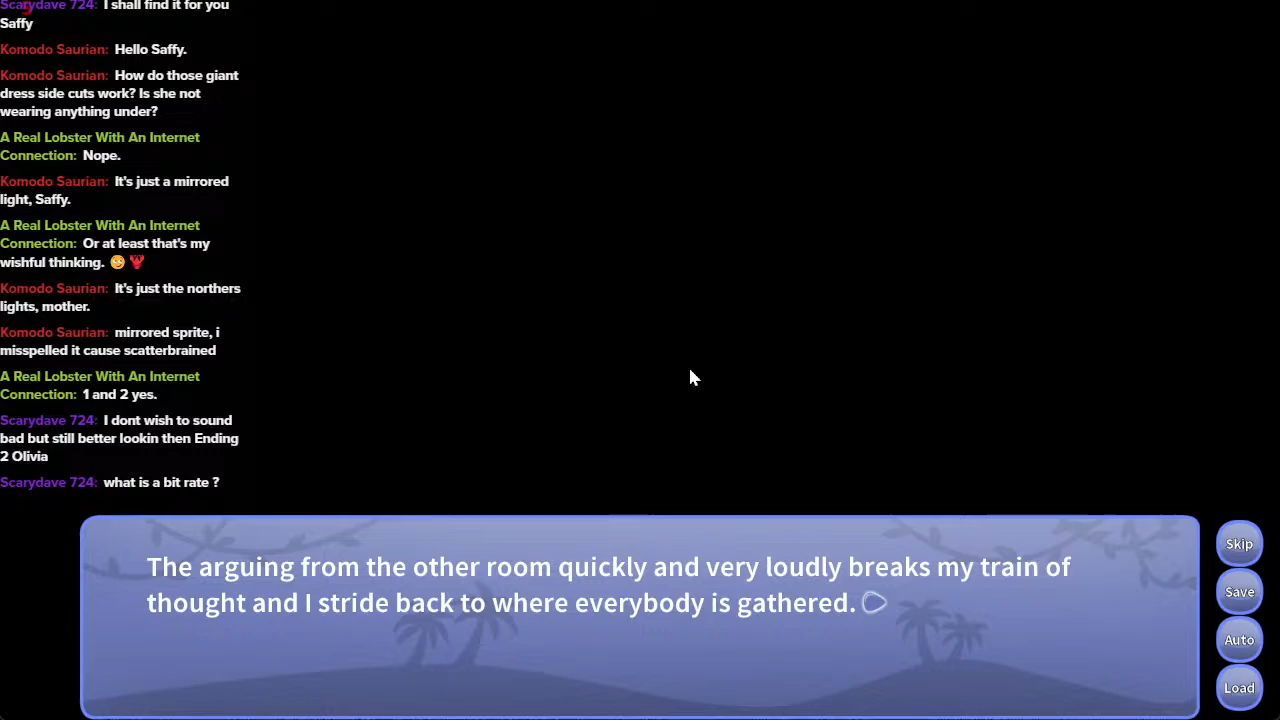 Scarydave 724: I shall find it for you
Saffy
Komodo Saurian: Hello Saffy.
Komodo Saurian: How do those giant
dress side cuts work? Is she not
wearing anything under?
A Real Lobster With An Internet
Connection: Nope.
Komodo Saurian: It's just a mirrored
light, Saffy.
A Real Lobster With An Internet
Connection: Or at least that's my
wishful thinking. 😋 🦞
Komodo Saurian: It's just the northers
lights, mother.
Komodo Saurian: mirrored sprite, i
misspelled it cause scatterbrained
A Real Lobster With An Internet
Connection: 1 and 2 yes.
Scarydave 724: I dont wish to sound
bad but still better lookin then Ending
2 Olivia
Scarydave 724: what is a bit rate ?
The arguing from the other room quickly and very loudly breaks my train of
thought and I stride back to where everybody is gathered.
Skip
Save
Auto
Load